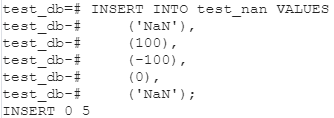 test_db=# INSERT INTO test_nan VALUES
test_db-#     ('NaN'),
test_db-#     (100),
test_db-#     (-100),
test_db-#     (0),
test_db-#     ('NaN');
INSERT 0 5